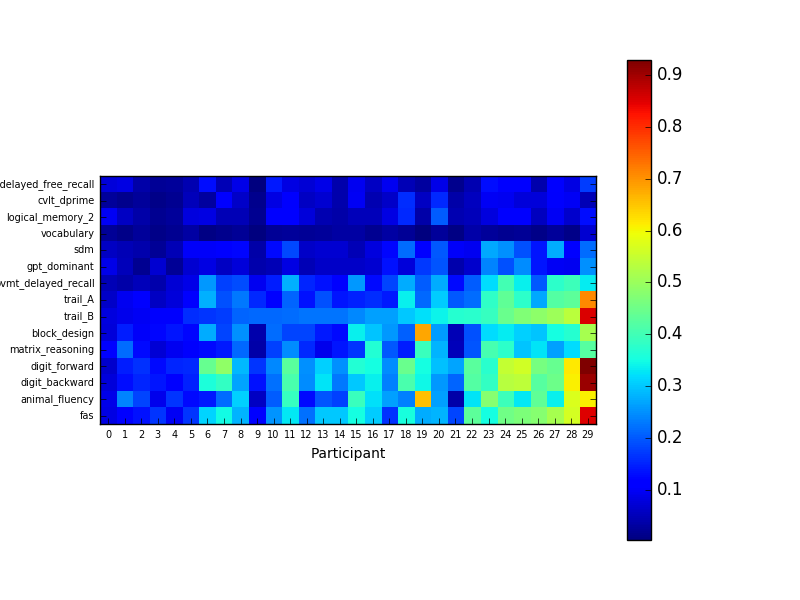 delayed_free_recall
cvlt_dprime
logical_memory_2
vocabulary
sdm
gpt_dominant
vmt_delayed_recall
trail_A
trail_B
block_design
matrix_reasoning
digit_forward
digit_backward
animal_fluency
fas
0 1 2 3 4 5 6 7 8 9 10 11 12 13 14 15 16 17 18 19 20 21 22 23 24 25 26 27 28 29
Participant
0.9
0.8
0.7
0.6
0.5
0.4
0.3
0.2
0.1